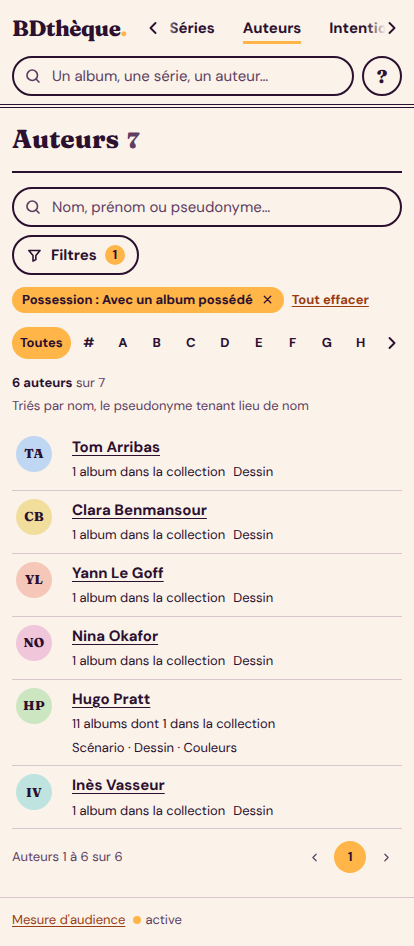 BDthèque.
Séries Auteurs Intentic
Un album, une série, un auteur…
?
Auteurs 7
Nom, prénom ou pseudonyme…
Filtres 1
Possession : Avec un album possédé ✕ Tout effacer
Toutes # A B C D E F G H
6 auteurs sur 7
Triés par nom, le pseudonyme tenant lieu de nom
TA Tom Arribas
1 album dans la collection Dessin
CB Clara Benmansour
1 album dans la collection Dessin
YL Yann Le Goff
1 album dans la collection Dessin
NO Nina Okafor
1 album dans la collection Dessin
HP Hugo Pratt
11 albums dont 1 dans la collection
Scénario · Dessin · Couleurs
IV Inès Vasseur
1 album dans la collection Dessin
Auteurs 1 à 6 sur 6 ‹ 1 ›
Mesure d'audience active